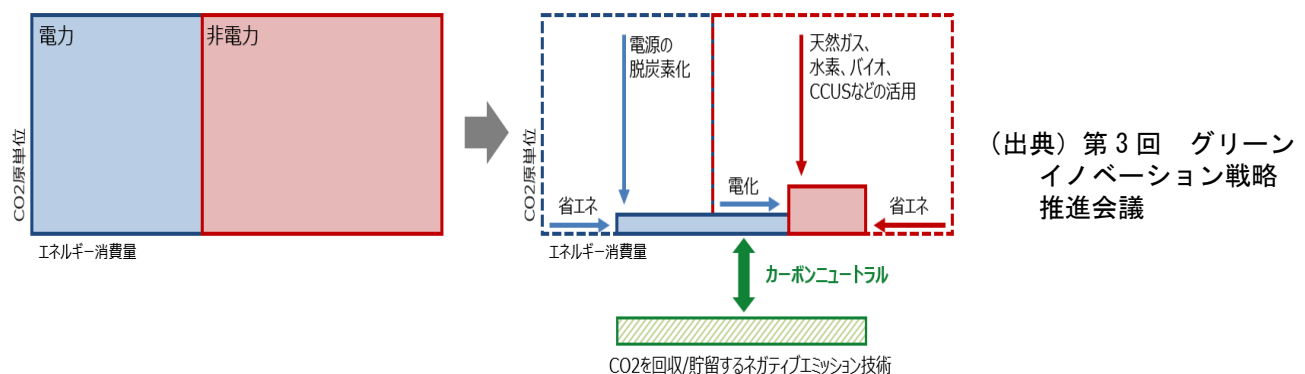 電力
非電力
CO2原単位
エネルギー消費量
電源の
脱炭素化
天然ガス、
水素、バイオ、
CCUSなどの活用
CO2原単位
省エネ
電化
省エネ
エネルギー消費量
カーボンニュートラル
CO2を回収/貯留するネガティブエミッション技術
（出典）第３回　グリーン
イノベーション戦略
推進会議